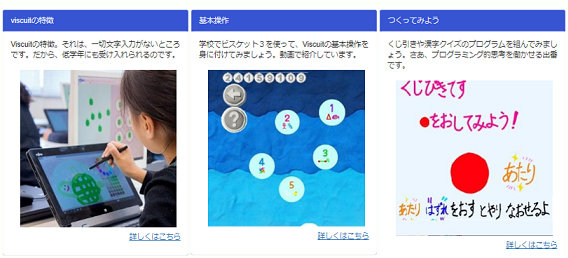 viscuitの特徴
Viscuitの特徴。それは、一切文字入力がないところ
です。だから、低学年にも受け入れられるのです。
詳しくはこちら
基本操作
学校でビスケット3を使って、Viscuitの基本操作を
身に付けてみましょう。動画で紹介しています。
24159109
?
1
2
3
4
5
詳しくはこちら
つくってみよう
くじ引きや漢字クイズのプログラムを組んでみましょ
う。さあ、プログラミング的思考を働かせる出番
です。
くじびきです
●をおしてみよう!
あたり
あたり はずれ をおす とやり なおせるよ
詳しくはこちら